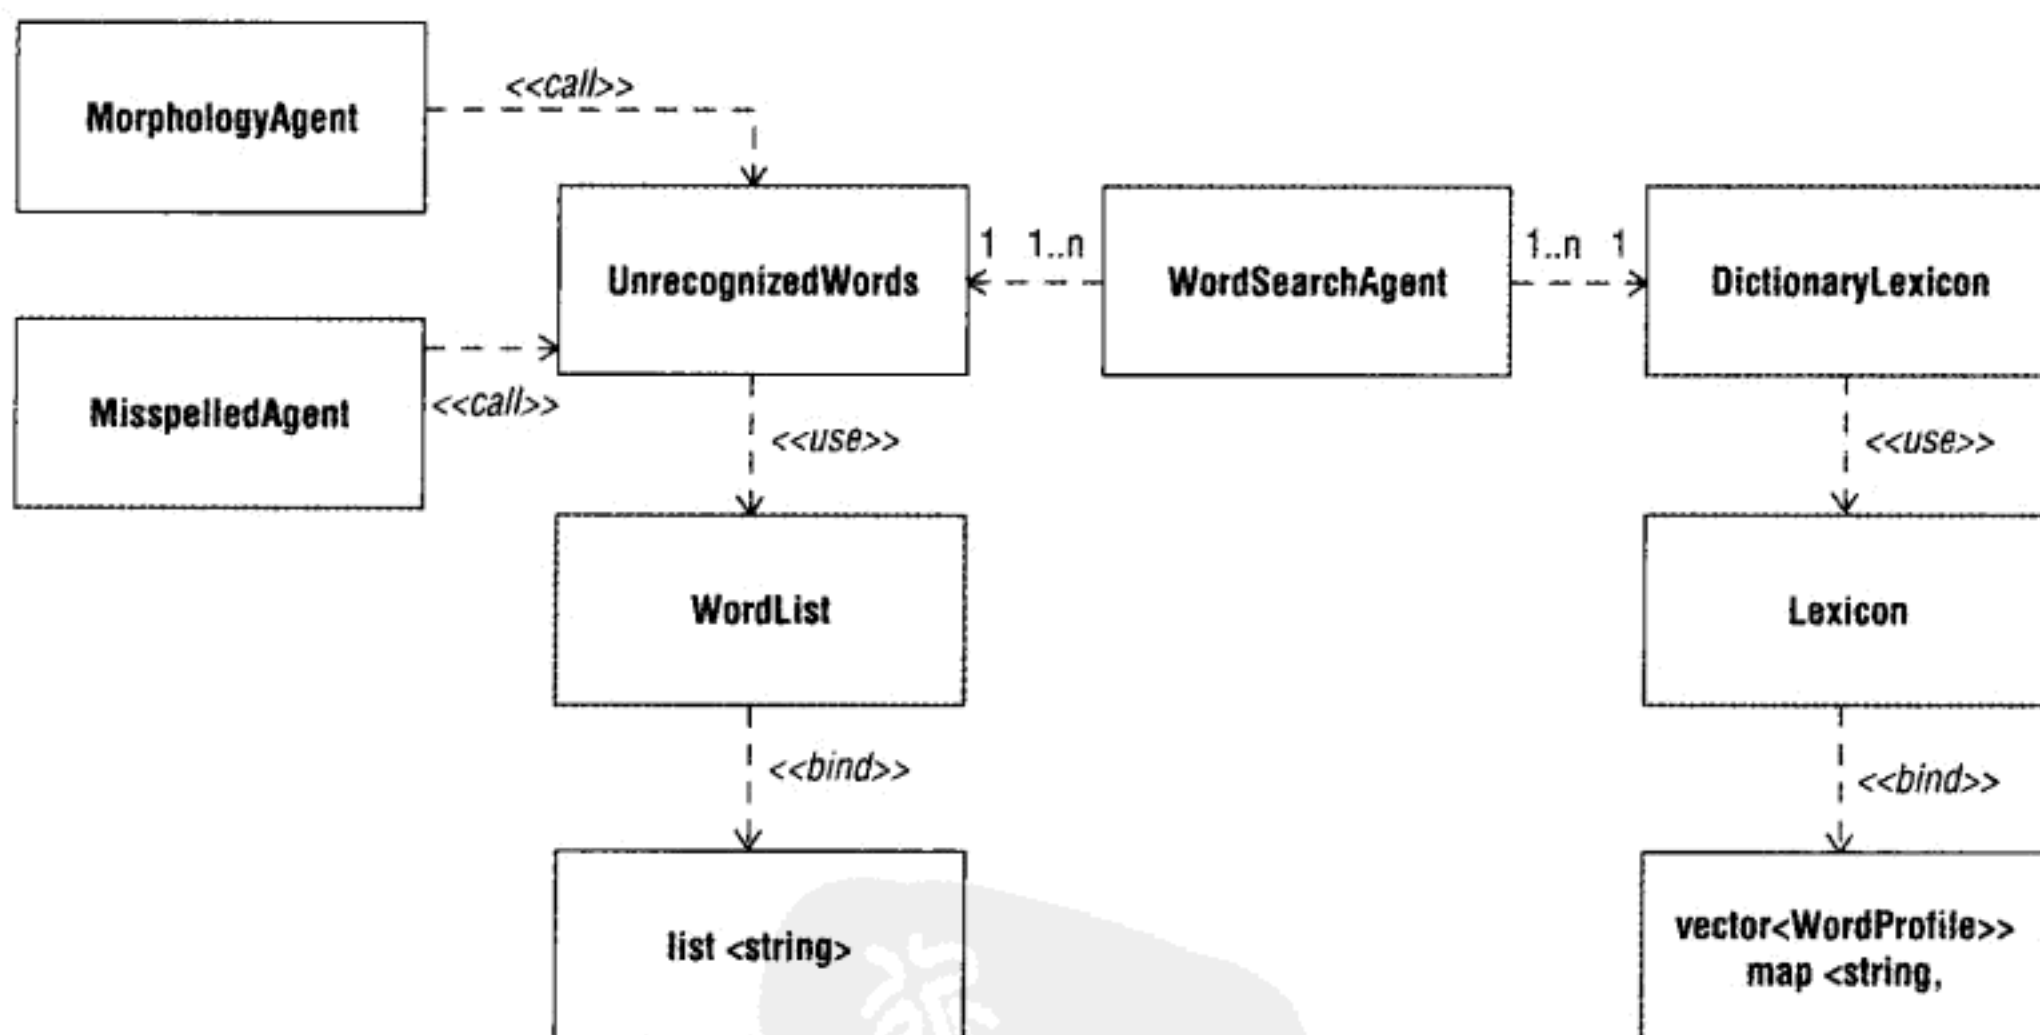 MorphologyAgent
<<call>>
UnrecognizedWords
1 1..n
WordSearchAgent
1..n 1
DictionaryLexicon
MisspelledAgent
<<call>>
<<use>>
<<use>>
WordList
Lexicon
<<bind>>
<<bind>>
list <string>
vector<WordProfile>>
map <string,